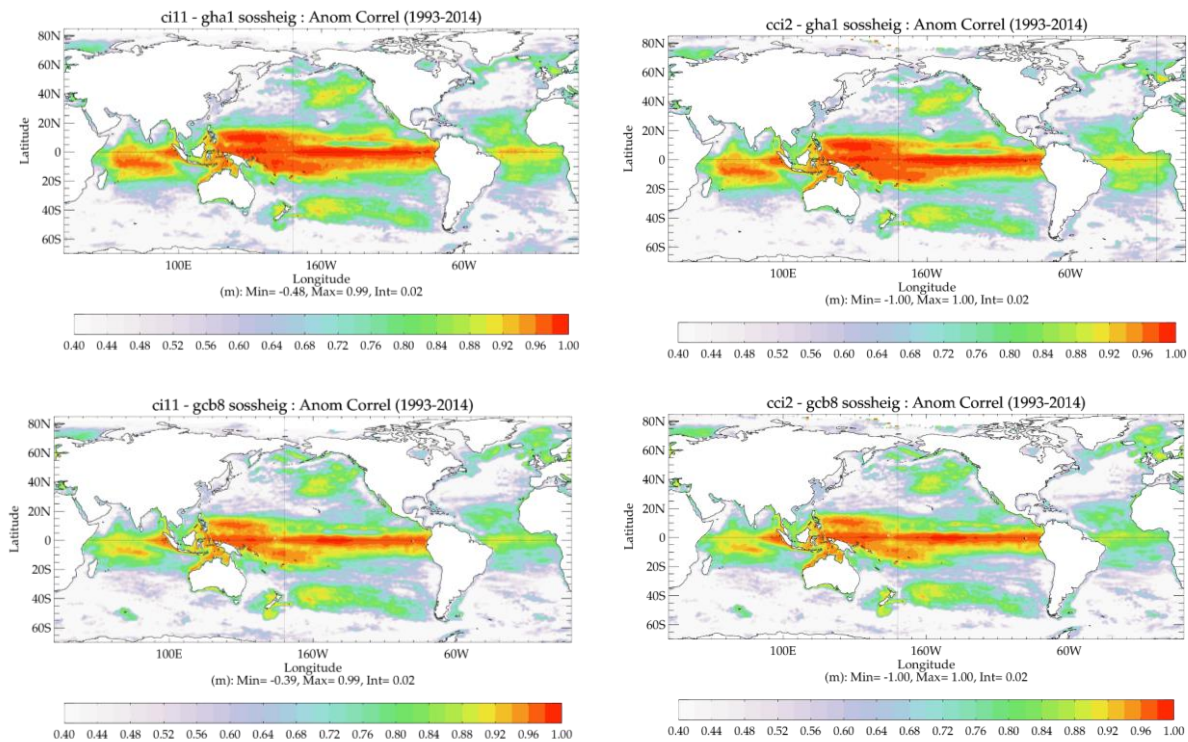 ci11 - gha1 sossheig : Anom Correl (1993-2014)
80N
60N
40N
20N
0
20S
40S
60S
Latitude
100E 160W 60W
Longitude
(m): Min= -0.48, Max= 0.99, Int= 0.02
0.40 0.44 0.48 0.52 0.56 0.60 0.64 0.68 0.72 0.76 0.80 0.84 0.88 0.92 0.96 1.00
cci2 - gha1 sossheig : Anom Correl (1993-2014)
80N
60N
40N
20N
0
20S
40S
60S
Latitude
100E 160W 60W
Longitude
(m): Min= -1.00, Max= 1.00, Int= 0.02
0.40 0.44 0.48 0.52 0.56 0.60 0.64 0.68 0.72 0.76 0.80 0.84 0.88 0.92 0.96 1.00
ci11 - gcb8 sossheig : Anom Correl (1993-2014)
80N
60N
40N
20N
0
20S
40S
60S
Latitude
100E 160W 60W
Longitude
(m): Min= -0.39, Max= 0.99, Int= 0.02
0.40 0.44 0.48 0.52 0.56 0.60 0.64 0.68 0.72 0.76 0.80 0.84 0.88 0.92 0.96 1.00
cci2 - gcb8 sossheig : Anom Correl (1993-2014)
80N
60N
40N
20N
0
20S
40S
60S
Latitude
100E 160W 60W
Longitude
(m): Min= -1.00, Max= 1.00, Int= 0.02
0.40 0.44 0.48 0.52 0.56 0.60 0.64 0.68 0.72 0.76 0.80 0.84 0.88 0.92 0.96 1.00